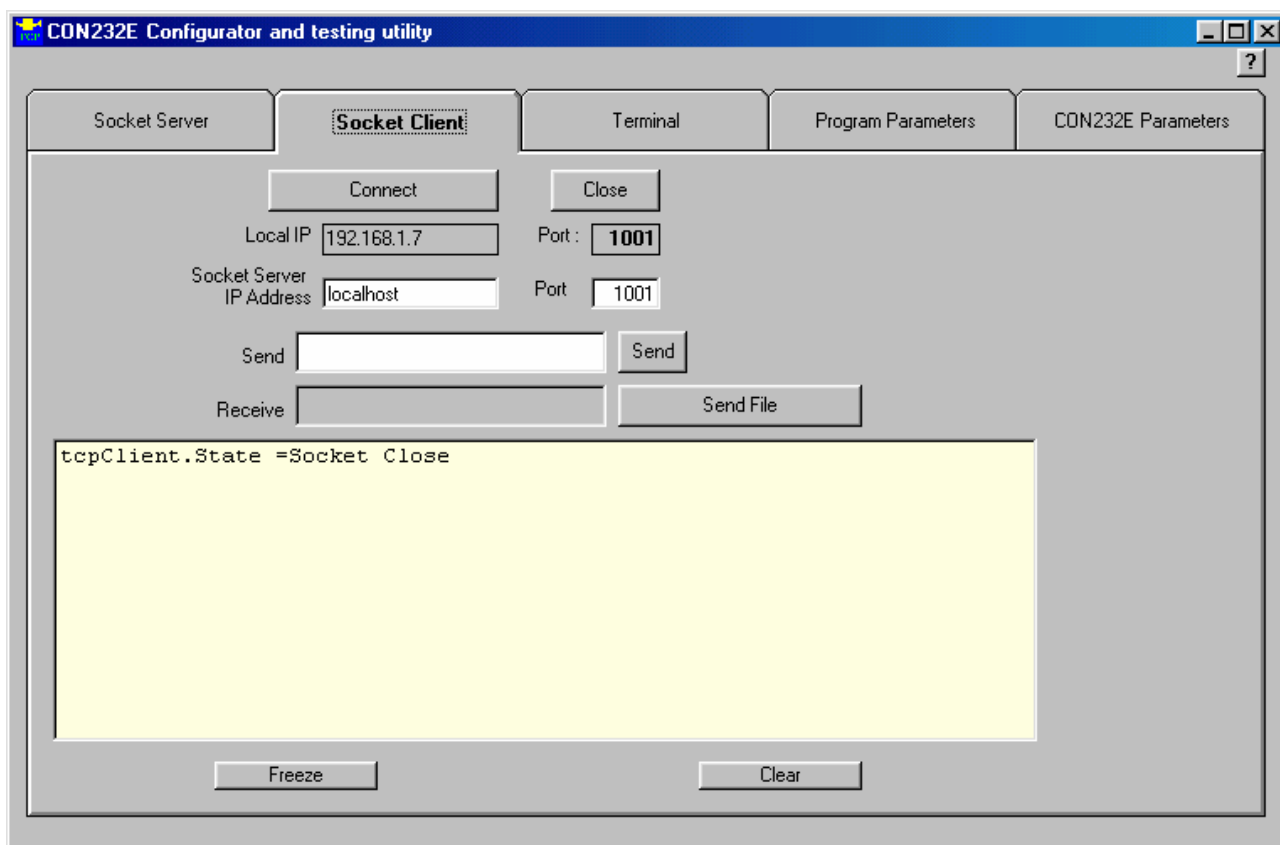 TCP CON232E Configurator and testing utility
?
Socket Server Socket Client Terminal Program Parameters CON232E Parameters
Connect Close
Local IP 192.168.1.7 Port : 1001
Socket Server
IP Address localhost Port 1001
Send Send
Receive Send File
tcpClient.State =Socket Close
Freeze Clear